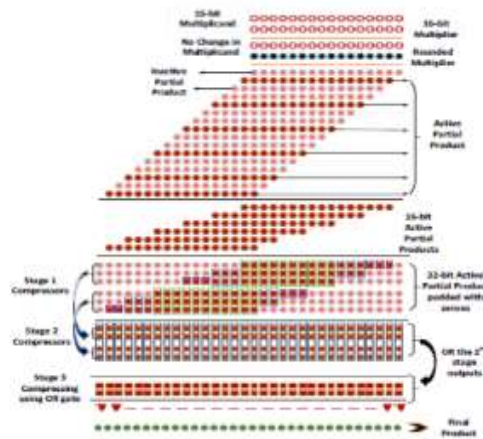 16-bit
Multiplicand
16-bit
Multiplier
No Change in
Multiplicand
Rounded
Multiplier
Inactive
Partial
Product
Active
Partial
Product
16-bit
Active
Partial
Products
Stage 1
Compressors
32-bit Active
Partial Product
padded with
zeroes
Stage 2
Compressors
OR the 2ⁿ
stage
outputs
Stage 3
Compressing
using OR gate
Final
Product